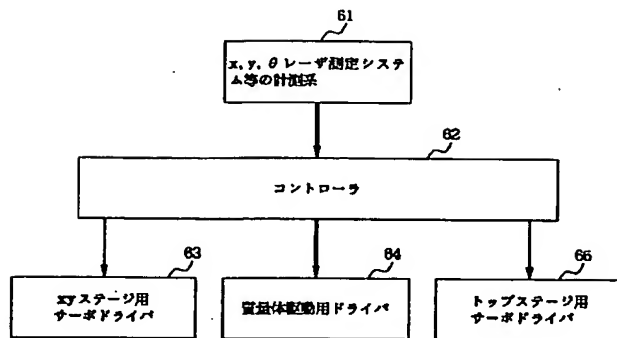 61
x, y, θ レーザ測定システ
ム等の計測系
62
コントローラ
63
xyステージ用
サーボドライバ
64
質量体駆動用ドライバ
65
トップステージ用
サーボドライバ